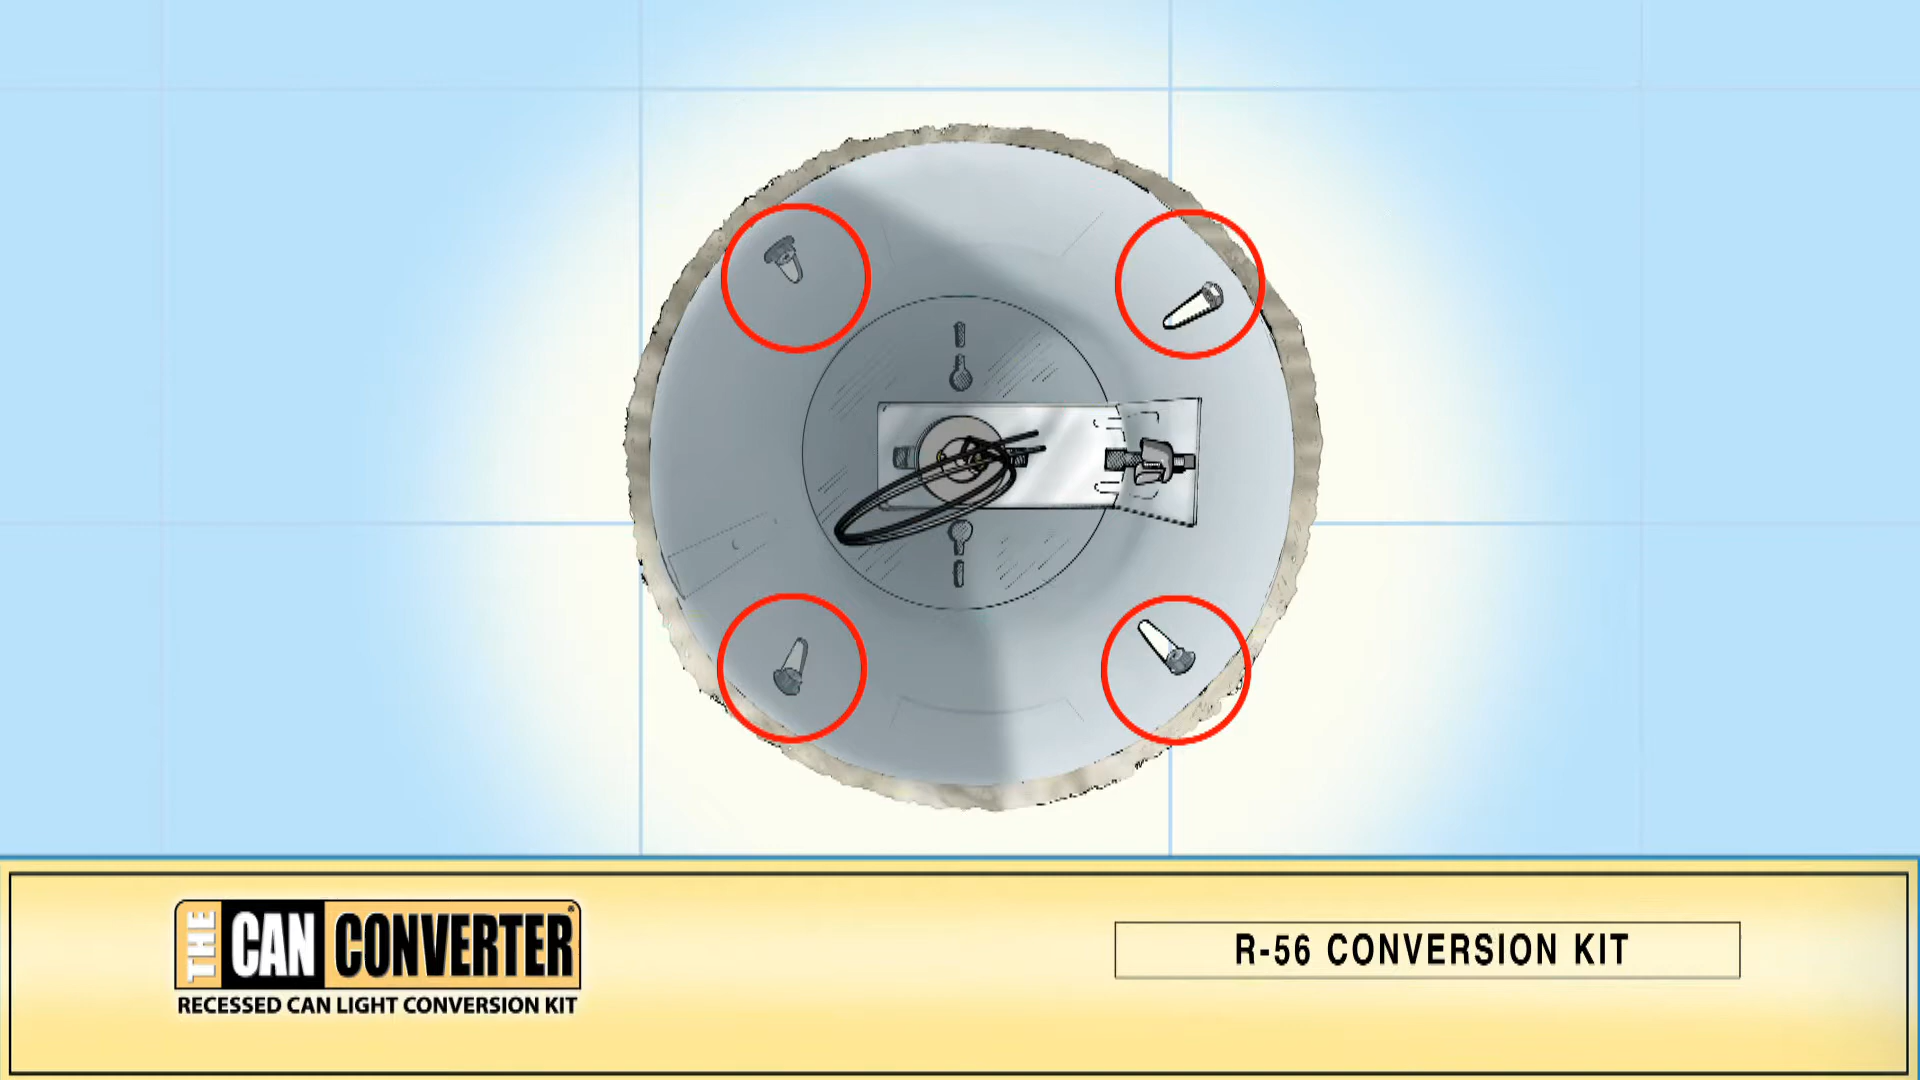 THE CAN CONVERTER®
RECESSED CAN LIGHT CONVERSION KIT
R-56 CONVERSION KIT